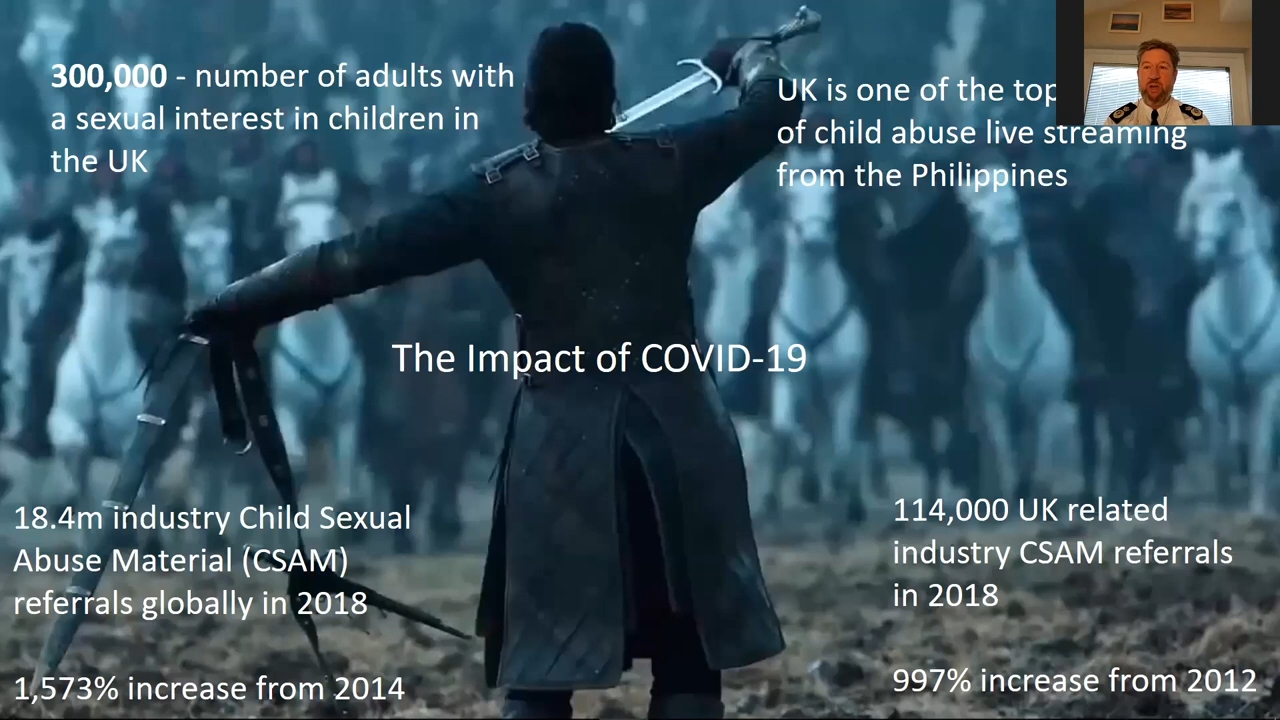 300,000 - number of adults with
a sexual interest in children in
the UK
UK is one of the top
of child abuse live streaming
from the Philippines
The Impact of COVID-19
18.4m industry Child Sexual
Abuse Material (CSAM)
referrals globally in 2018
1,573% increase from 2014
114,000 UK related
industry CSAM referrals
in 2018
997% increase from 2012